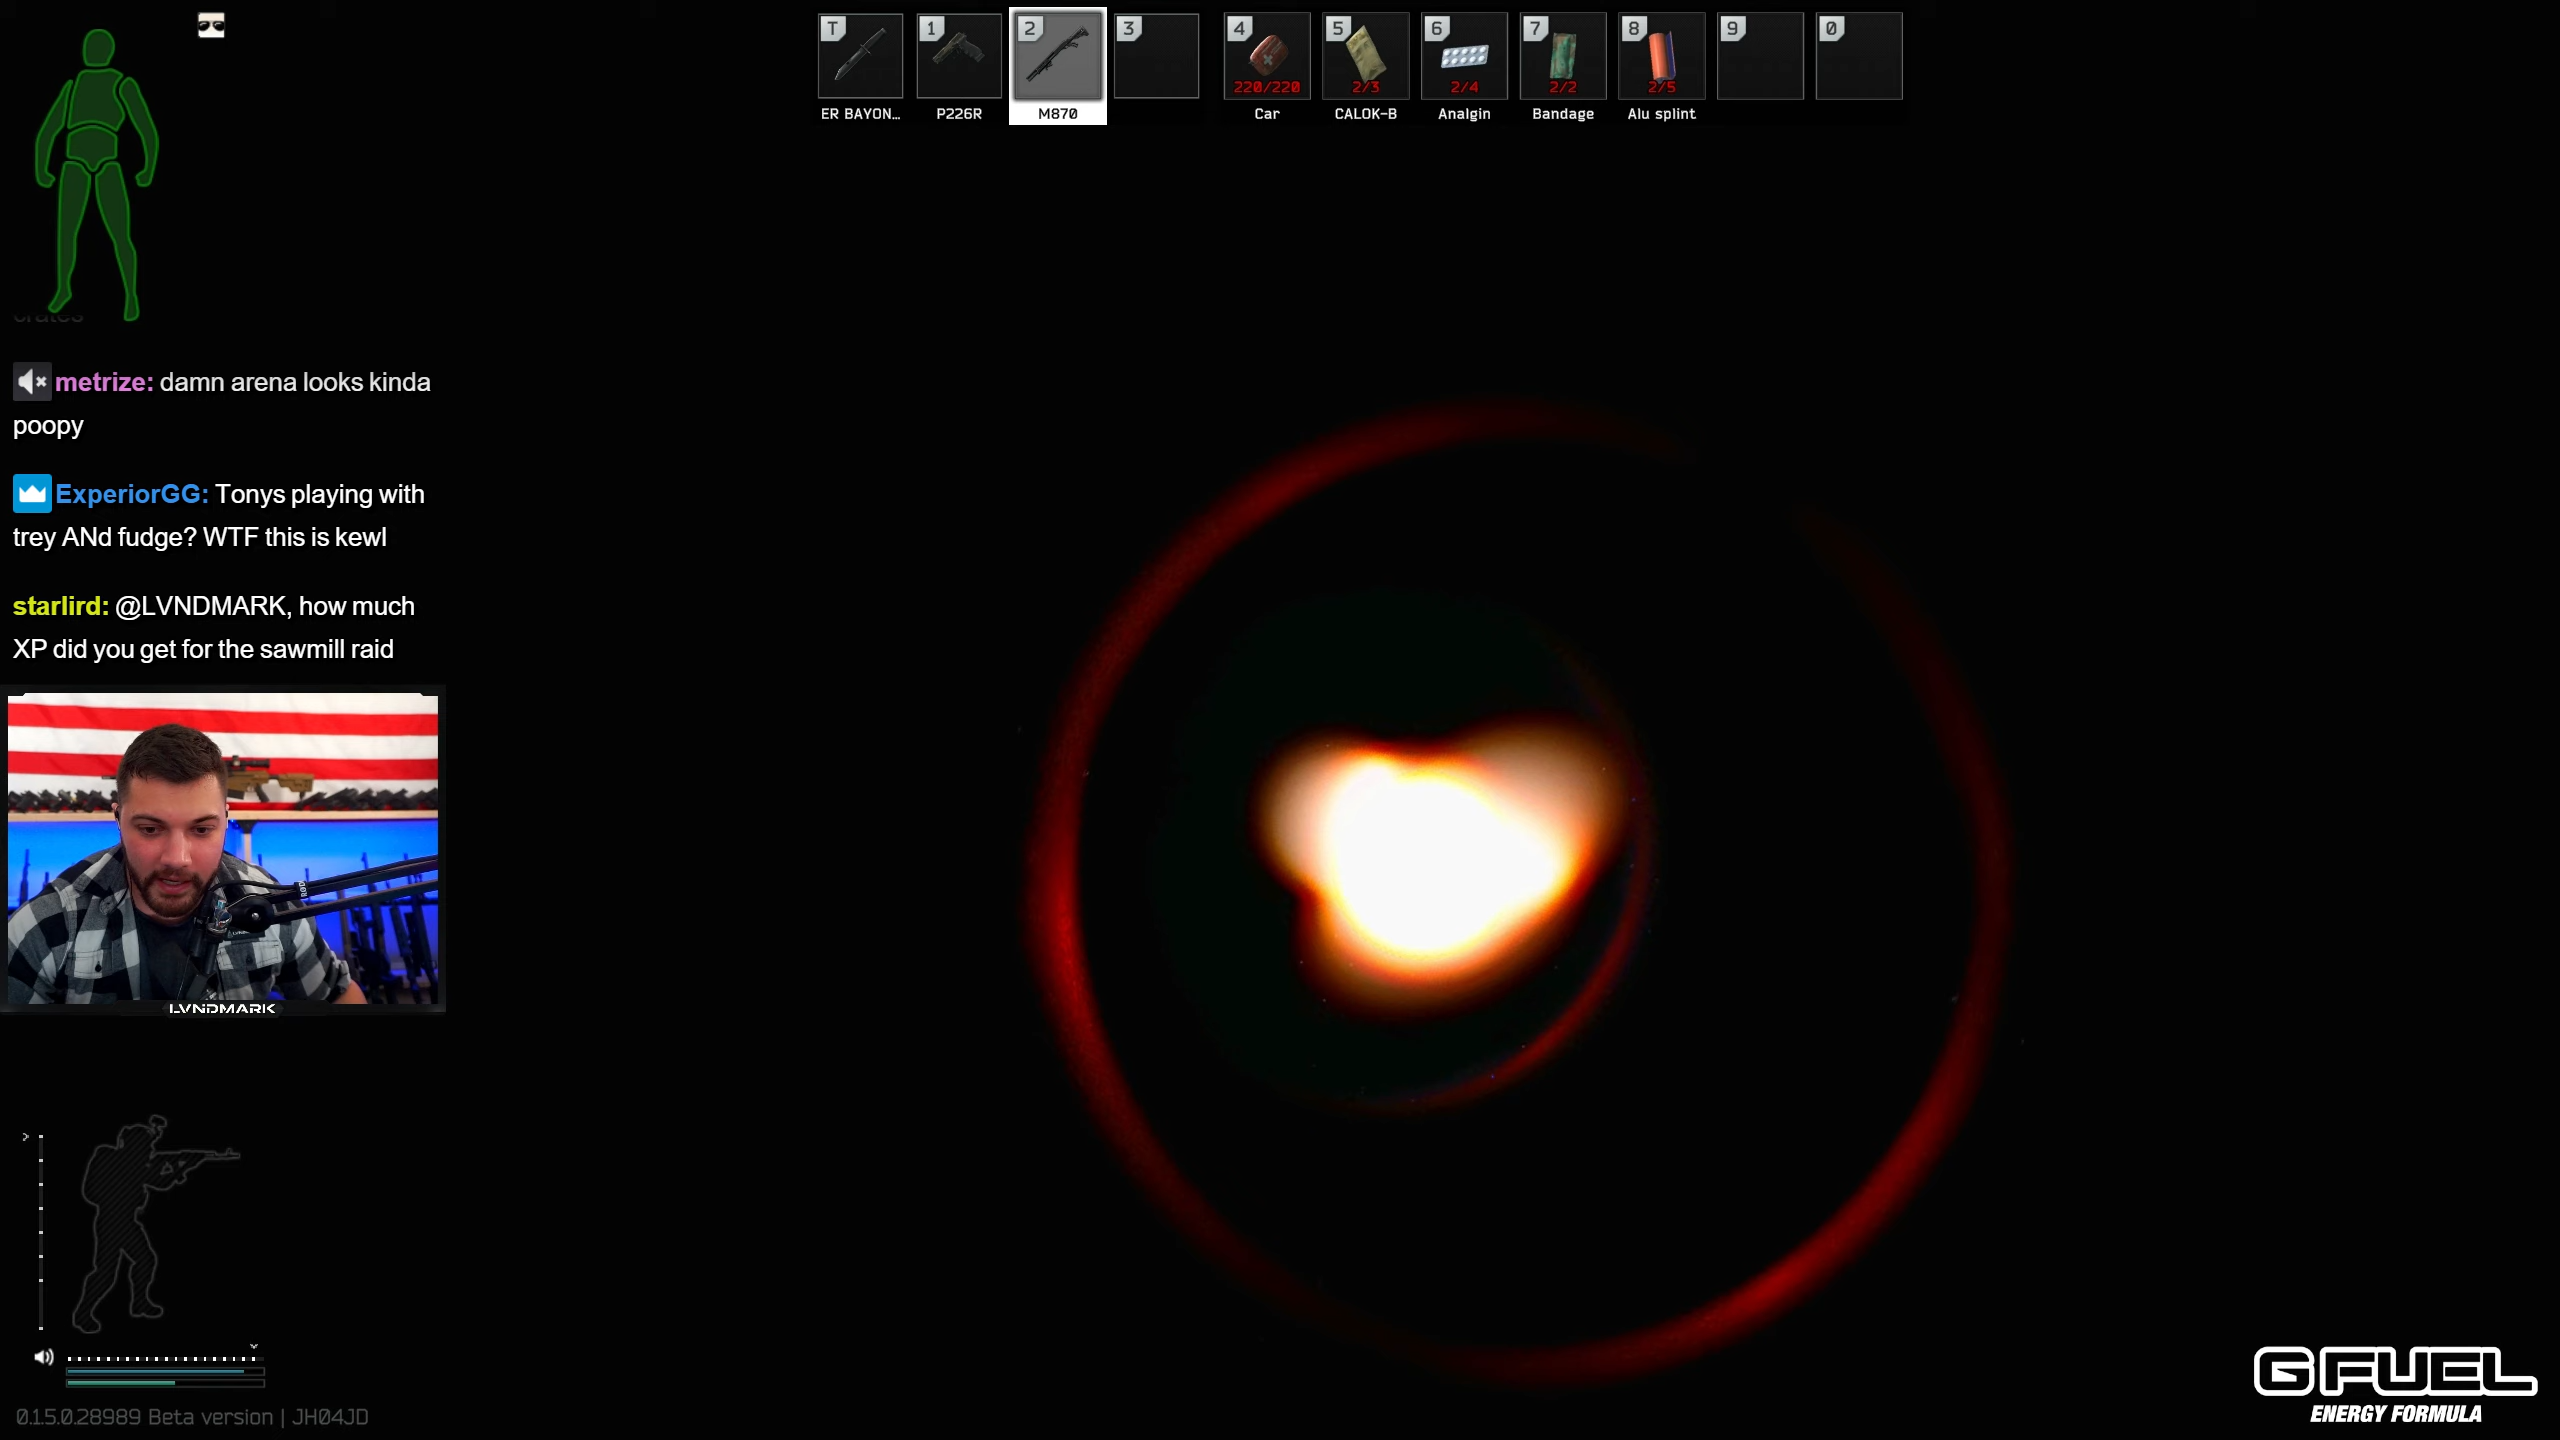 T
1
2
3
4
5
6
7
8
9
0
220/220
2/3
2/4
2/2
2/5
ER BAYON...
P226R
M870
Car
CALOK-B
Analgin
Bandage
Alu splint
crates
metrize: damn arena looks kinda
poopy
ExperiorGG: Tonys playing with
trey ANd fudge? WTF this is kewl
starlird: @LVNDMARK, how much
XP did you get for the sawmill raid
LVNDMARK
0.15.0.28989 Beta version | JH04JD
G FUEL
ENERGY FORMULA